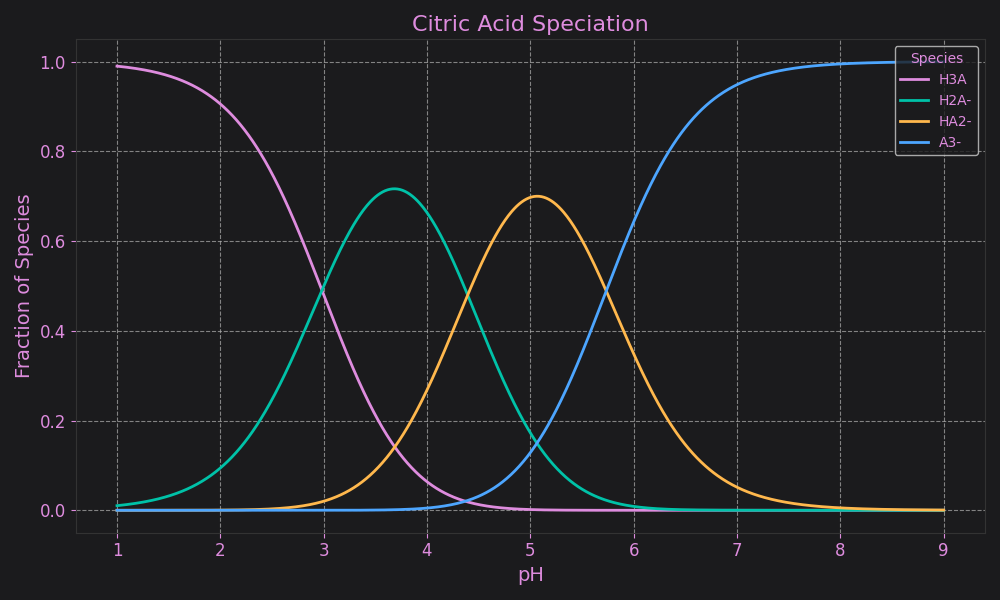 Citric Acid Speciation
Fraction of Species
1.0
0.8
0.6
0.4
0.2
0.0
1 2 3 4 5 6 7 8 9
pH
Species
H3A
H2A-
HA2-
A3-